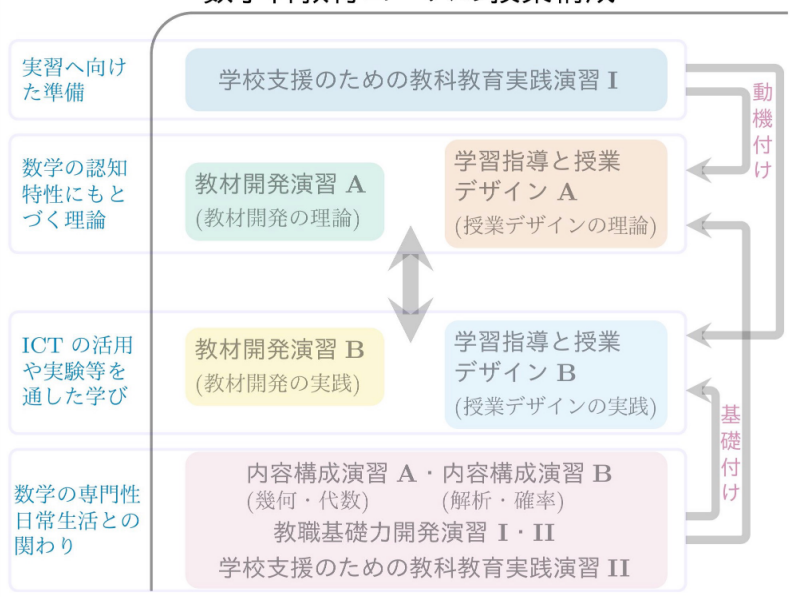 実習へ向け
た準備
学校支援のための教科教育実践演習 I
動機付け
数学の認知
特性にもと
づく理論
教材開発演習 A
(教材開発の理論)
学習指導と授業
デザイン A
(授業デザインの理論)
ICT の活用
や実験等を
通した学び
教材開発演習 B
(教材開発の実践)
学習指導と授業
デザイン B
(授業デザインの実践)
基礎付け
数学の専門性
日常生活との
関わり
内容構成演習 A・内容構成演習 B
(幾何・代数) (解析・確率)
教職基礎力開発演習 I・II
学校支援のための教科教育実践演習 II